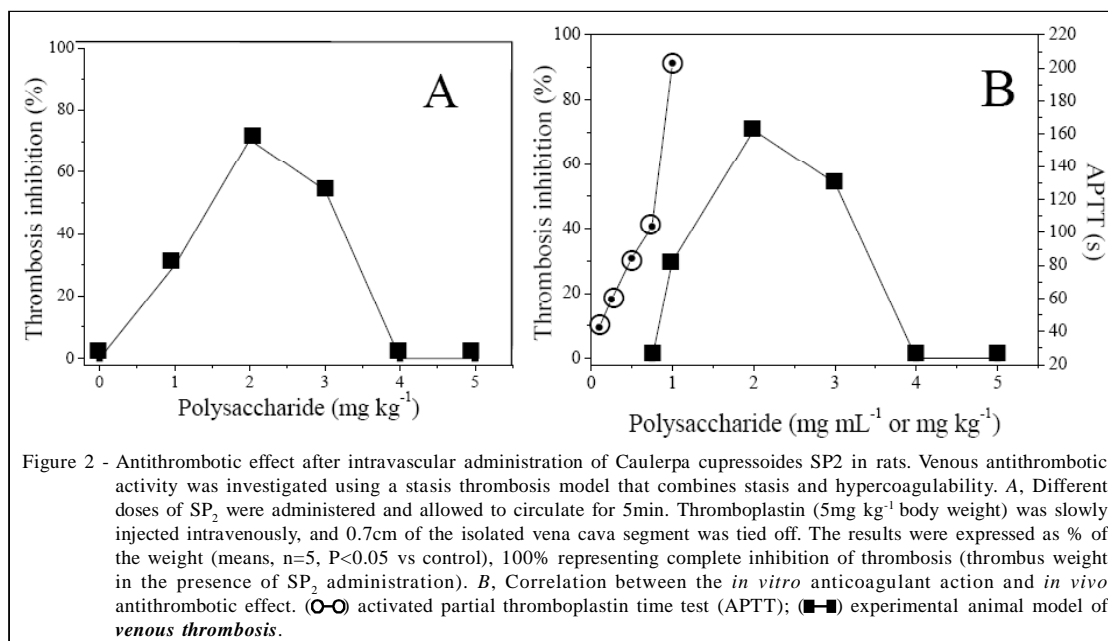 A
Thrombosis inhibition (%)
100
80
60
40
20
0
0 1 2 3 4 5
Polysaccharide (mg kg⁻¹)
B
Thrombosis inhibition (%)
100
80
60
40
20
0
220
200
180
160
140
120
100
80
60
40
20
APTT (s)
0 1 2 3 4 5
Polysaccharide (mg mL⁻¹ or mg kg⁻¹)
Figure 2 - Antithrombotic effect after intravascular administration of Caulerpa cupressoides SP2 in rats. Venous antithrombotic
activity was investigated using a stasis thrombosis model that combines stasis and hypercoagulability. A, Different
doses of SP₂ were administered and allowed to circulate for 5min. Thromboplastin (5mg kg⁻¹ body weight) was slowly
injected intravenously, and 0.7cm of the isolated vena cava segment was tied off. The results were expressed as % of
the weight (means, n=5, P<0.05 vs control), 100% representing complete inhibition of thrombosis (thrombus weight
in the presence of SP₂ administration). B, Correlation between the in vitro anticoagulant action and in vivo
antithrombotic effect. (O-O) activated partial thromboplastin time test (APTT); (■-■) experimental animal model of
venous thrombosis.